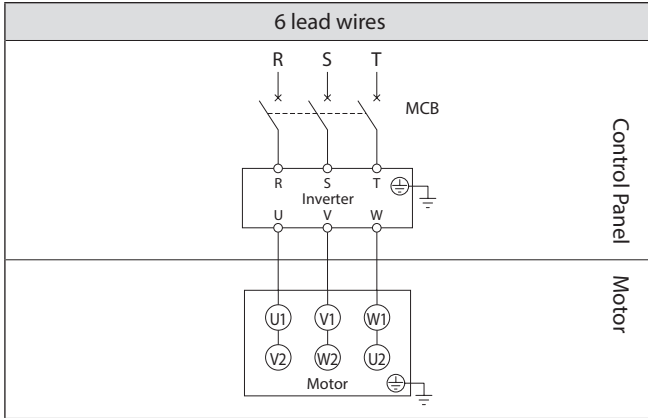 6 lead wires
R S T
MCB
R S T
Inverter
U V W
Control Panel
U1 V1 W1
V2 W2 U2
Motor
Motor